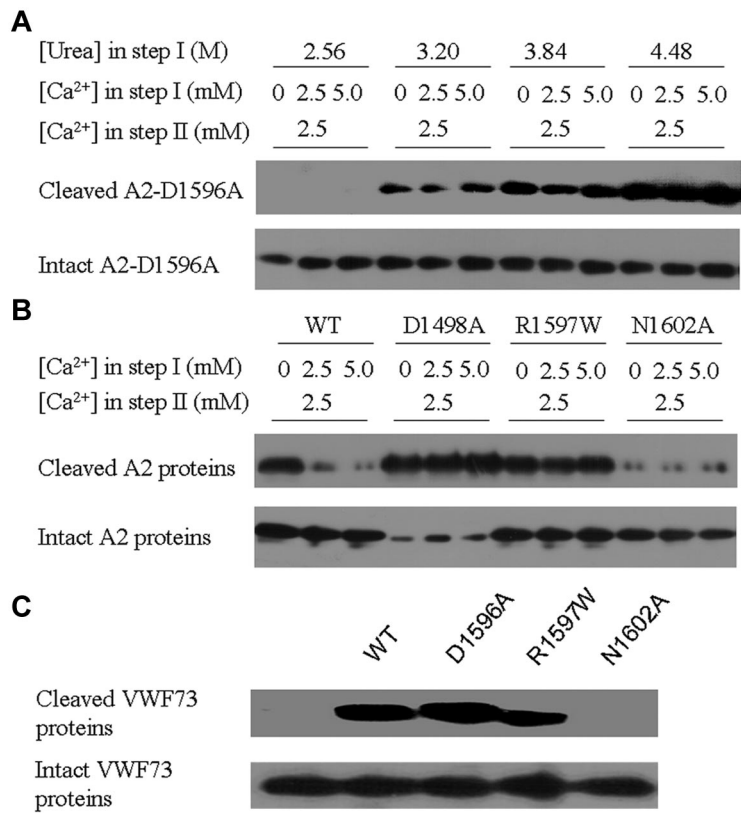 A
[Urea] in step I (M) 2.56 3.20 3.84 4.48
[Ca²⁺] in step I (mM) 0 2.5 5.0 0 2.5 5.0 0 2.5 5.0 0 2.5 5.0
[Ca²⁺] in step II (mM) 2.5 2.5 2.5 2.5
Cleaved A2-D1596A
Intact A2-D1596A
B
WT D1498A R1597W N1602A
[Ca²⁺] in step I (mM) 0 2.5 5.0 0 2.5 5.0 0 2.5 5.0 0 2.5 5.0
[Ca²⁺] in step II (mM) 2.5 2.5 2.5 2.5
Cleaved A2 proteins
Intact A2 proteins
C
WT D1596A R1597W N1602A
Cleaved VWF73
proteins
Intact VWF73
proteins